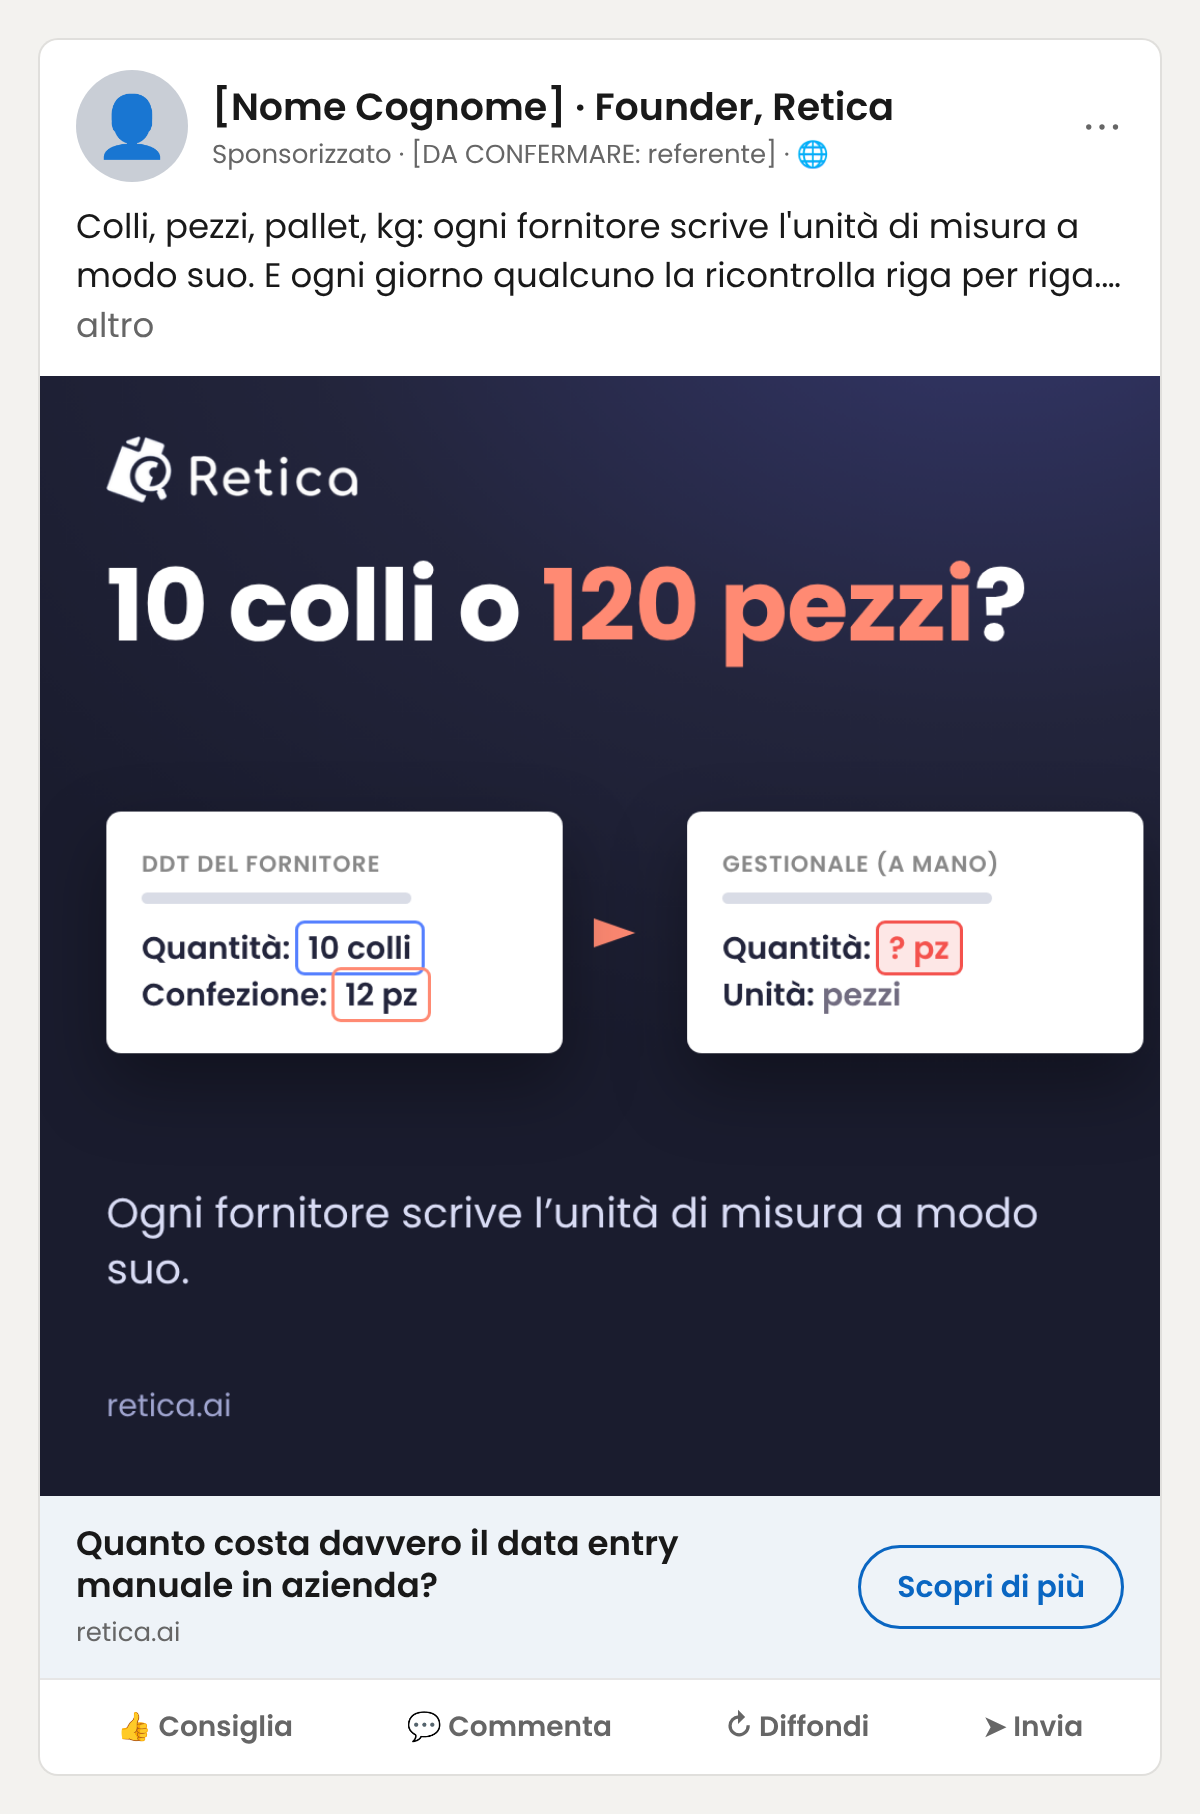 [Nome Cognome] · Founder, Retica
Sponsorizzato · [DA CONFERMARE: referente] ·
Colli, pezzi, pallet, kg: ogni fornitore scrive l'unità di misura a
modo suo. E ogni giorno qualcuno la ricontrolla riga per riga....
altro
Retica
10 colli o 120 pezzi?
DDT DEL FORNITORE
Quantità: 10 colli
Confezione: 12 pz
GESTIONALE (A MANO)
Quantità: ? pz
Unità: pezzi
Ogni fornitore scrive l’unità di misura a modo
suo.
retica.ai
Quanto costa davvero il data entry
manuale in azienda?
retica.ai
Scopri di più
Consiglia
Commenta
Diffondi
Invia